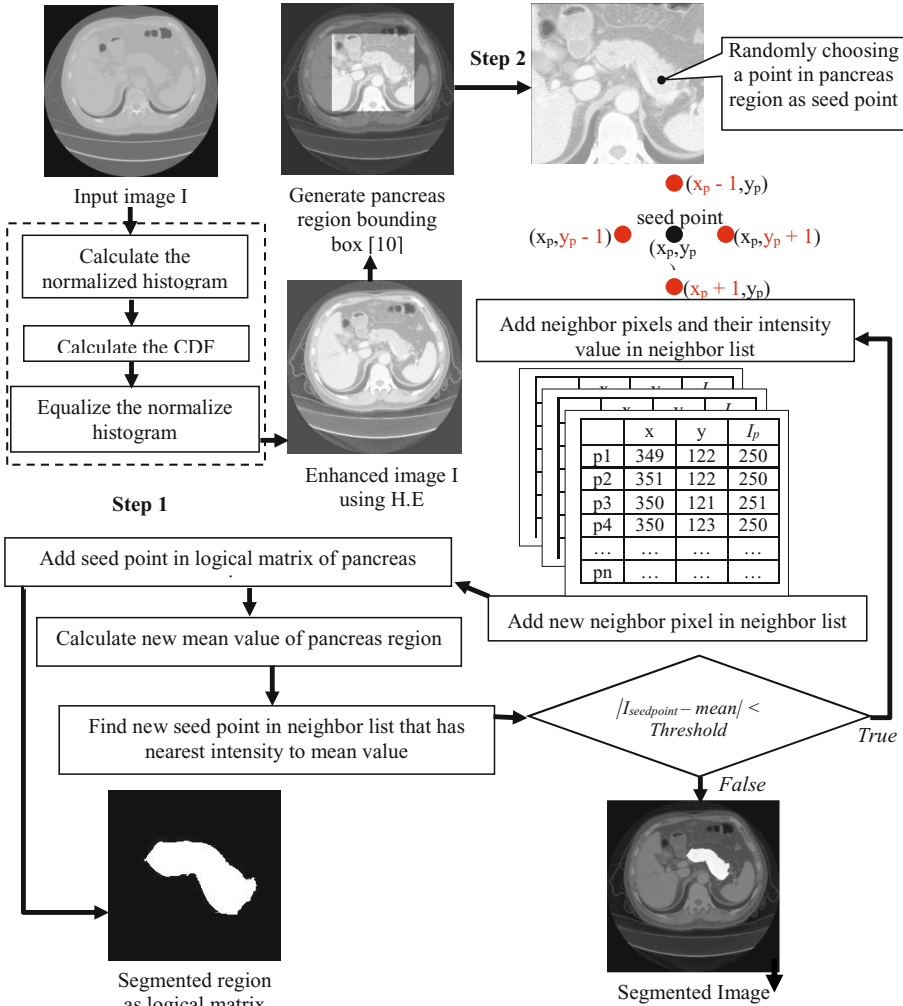 Input image I
Calculate the
normalized histogram
Calculate the CDF
Equalize the normalize
histogram
Step 1
Enhanced image I
using H.E
Generate pancreas
region bounding
box [10]
Step 2
Randomly choosing
a point in pancreas
region as seed point
(xₚ - 1,yₚ)
seed point
(xₚ,yₚ - 1)
(xₚ,yₚ
)
(xₚ,yₚ + 1)
(xₚ + 1,yₚ)
Add neighbor pixels and their intensity
value in neighbor list
x y I
x y I
x y Iₚ
p1 349 122 250
p2 351 122 250
p3 350 121 251
p4 350 123 250
… … … …
pn … … …
Add new neighbor pixel in neighbor list
Add seed point in logical matrix of pancreas
Calculate new mean value of pancreas region
Find new seed point in neighbor list that has
nearest intensity to mean value
|I_seedpoint – mean| <
Threshold
True
False
Segmented region
as logical matrix
Segmented Image